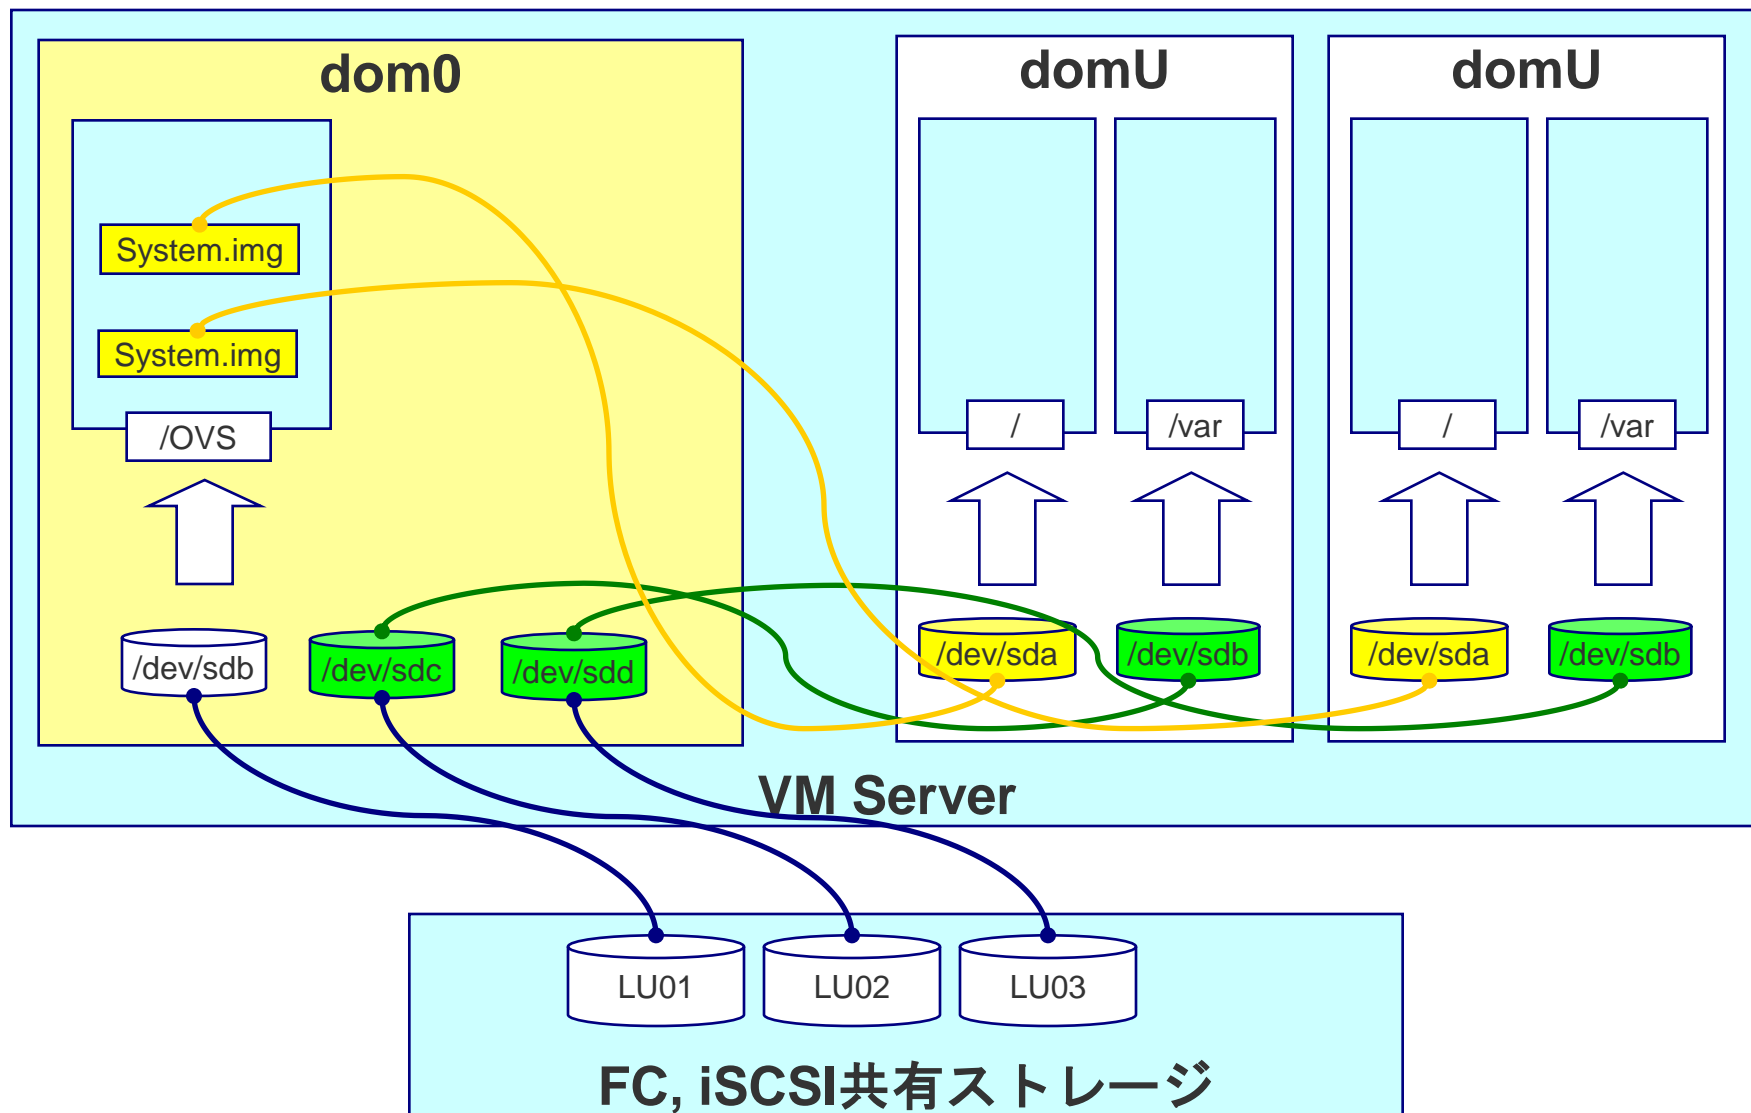 dom0
domU
domU
System.img
System.img
/OVS
/
/var
/
/var
/dev/sdb
/dev/sdc
/dev/sdd
/dev/sda
/dev/sdb
/dev/sda
/dev/sdb
VM Server
LU01
LU02
LU03
FC, iSCSI共有ストレージ